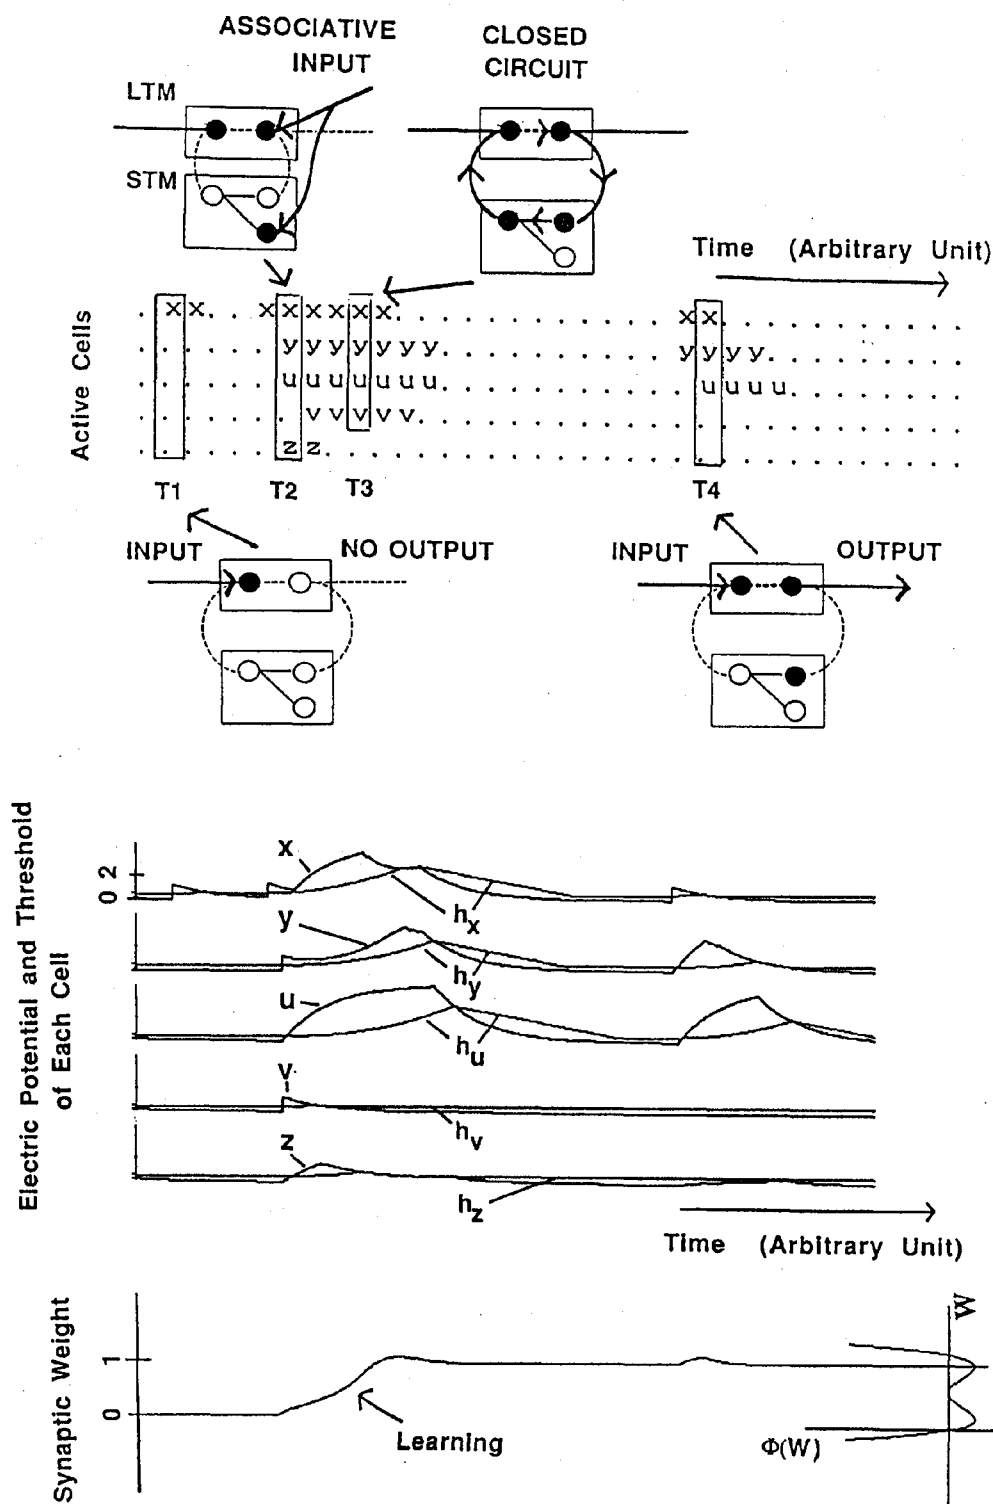 ASSOCIATIVE
INPUT
CLOSED
CIRCUIT
LTM
STM
Time (Arbitrary Unit)
Active Cells
. x x . . x x x x x x . . . . . . . . . . . . x x . . . . . . . . . .
. . . . . . y y y y y y y . . . . . . . . . . y y y y . . . . . . . .
. . . . . . u u u u u u u . . . . . . . . . . . u u u u . . . . . . .
. . . . . . . v v v v v . . . . . . . . . . . . . . . . . . . . . . .
. . . . . . z z . . . . . . . . . . . . . . . . . . . . . . . . . . .
T1 T2 T3 T4
INPUT NO OUTPUT
INPUT OUTPUT
Electric Potential and Threshold
of Each Cell
0 2
x
hx
y
hy
u
hu
v
hv
z
hz
Time (Arbitrary Unit)
Synaptic Weight
1
0
Learning
W
Φ(W)